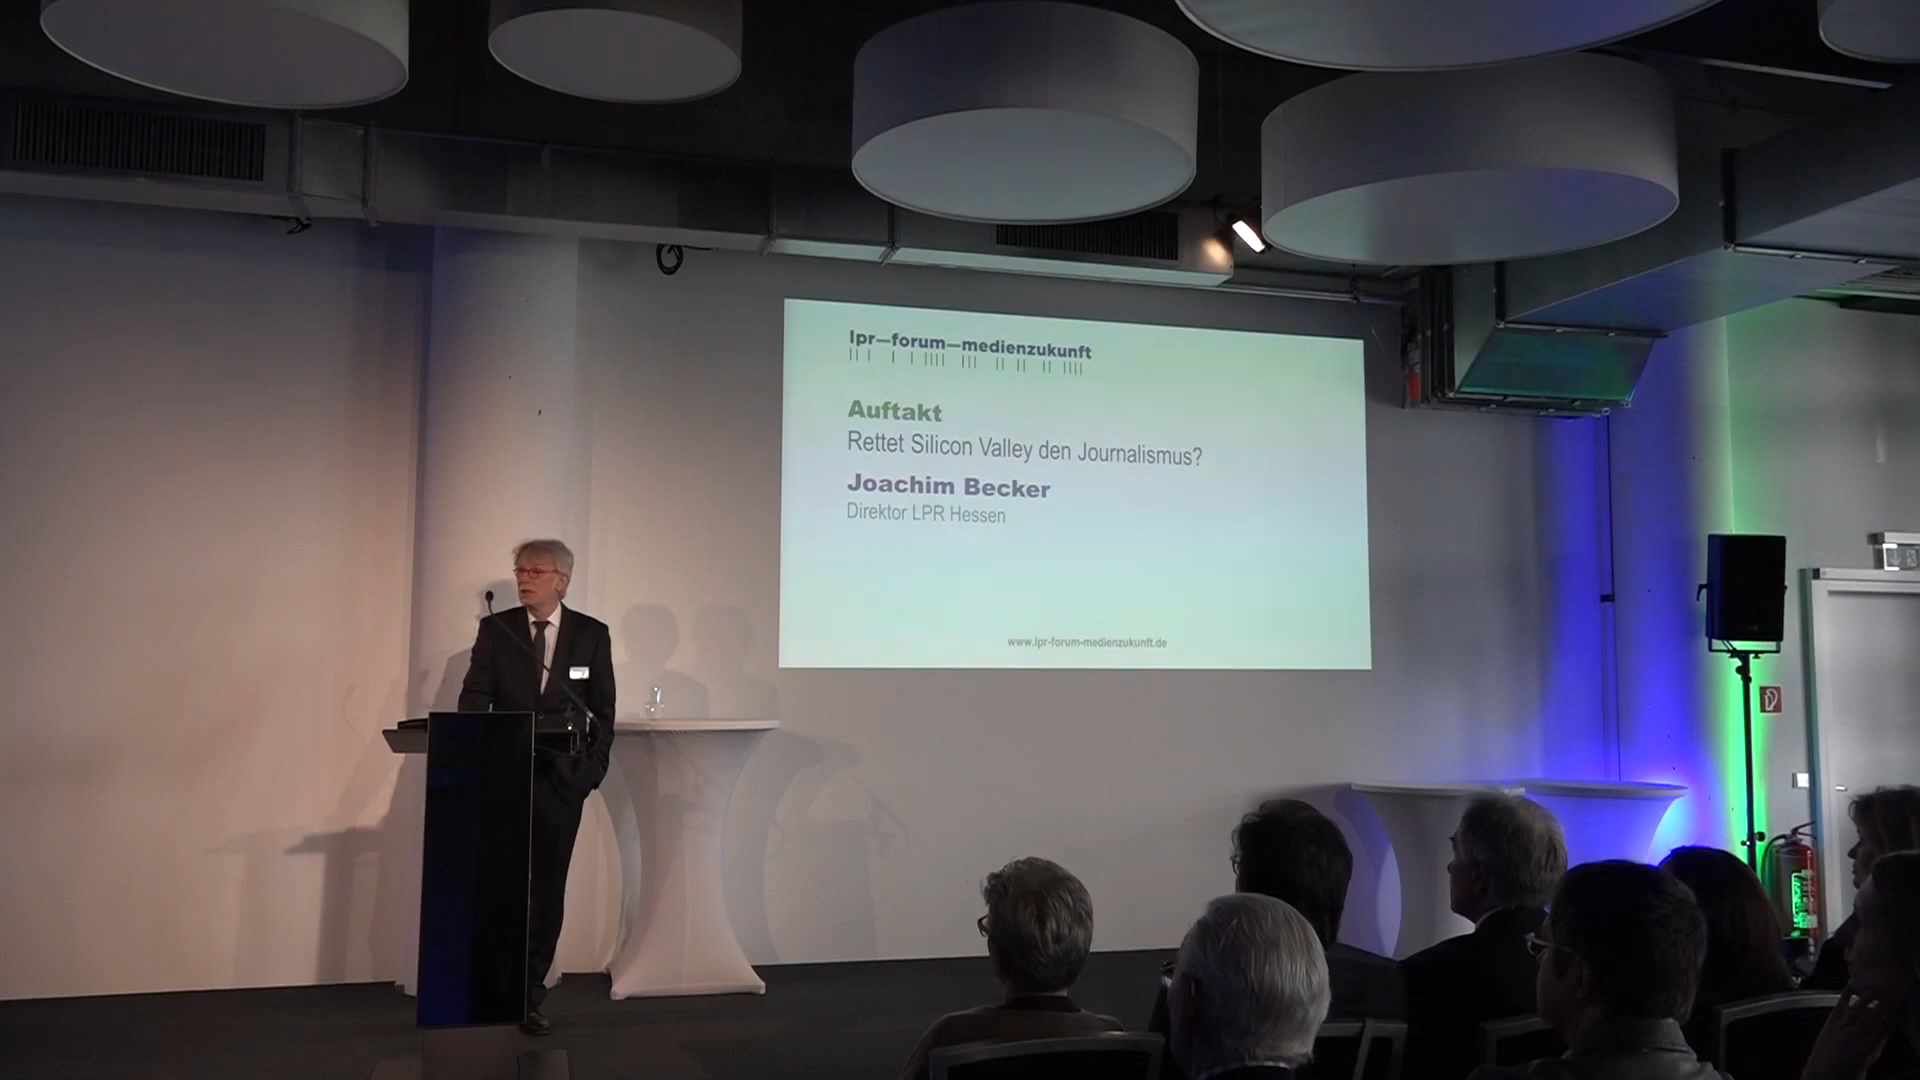 lpr—forum—medienzukunft
Auftakt
Rettet Silicon Valley den Journalismus?
Joachim Becker
Direktor LPR Hessen
www.lpr-forum-medienzukunft.de